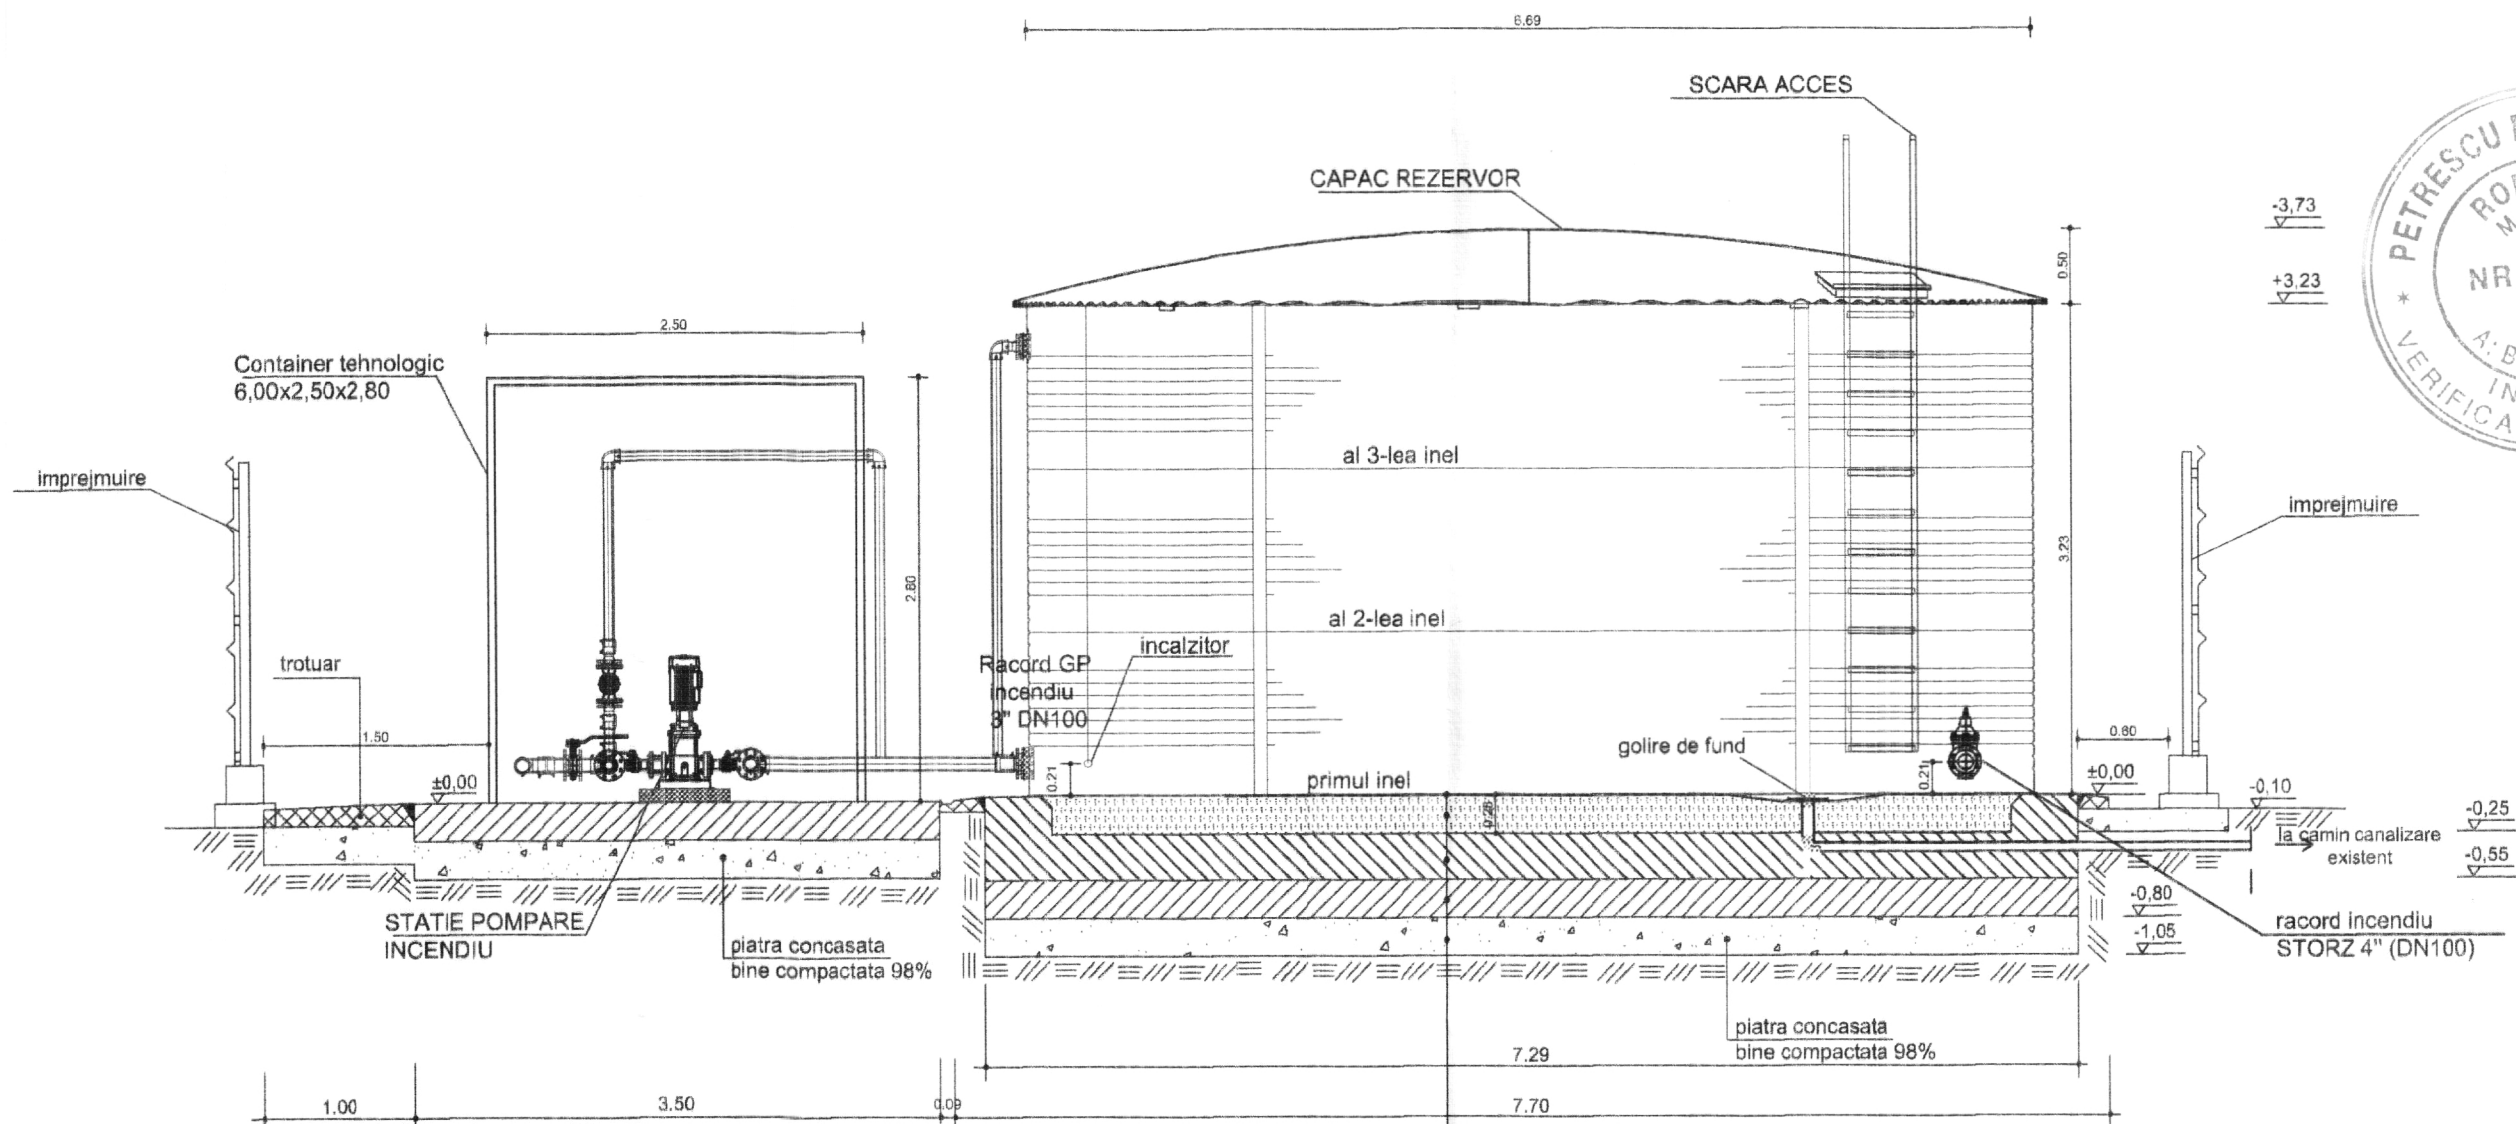 6.69
SCARA ACCES
CAPAC REZERVOR
-3,73
+3,23
0.50
3.23
PETRESCU
NR
VERIFICA
2.50
Container tehnologic
6,00x2,50x2,80
2.80
imprejmuire
al 3-lea inel
imprejmuire
al 2-lea inel
incalzitor
Racord GP
incendiu
3" DN100
trotuar
1.50
±0,00
0.21
primul inel
golire de fund
0.21
0.60
±0,00
-0,10
-0,25
la camin canalizare
existent
-0,55
-0,80
-1,05
racord incendiu
STORZ 4" (DN100)
STATIE POMPARE
INCENDIU
piatra concasata
bine compactata 98%
piatra concasata
bine compactata 98%
7.29
1.00
3.50
0.09
7.70